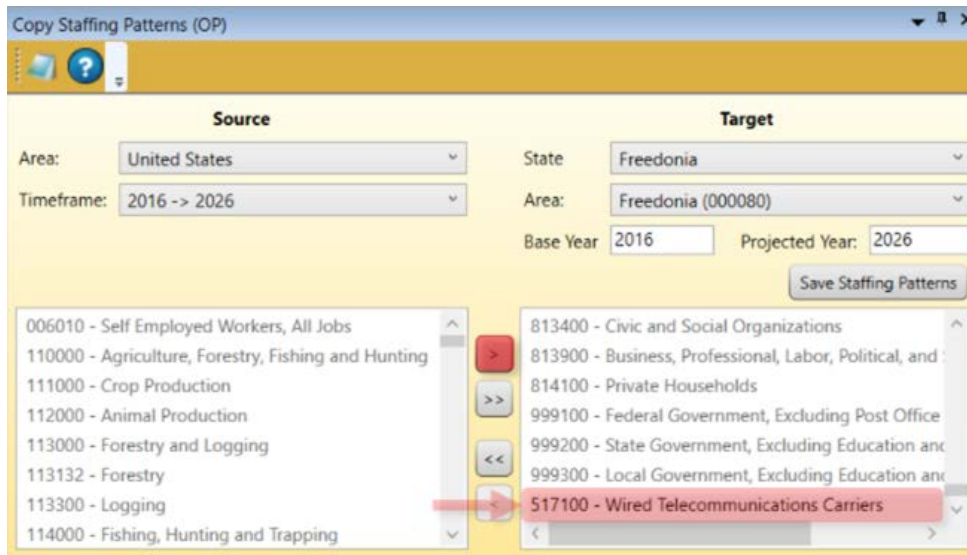 Copy Staffing Patterns (OP)
Source
Area: United States
Timeframe: 2016 -> 2026
Target
State Freedonia
Area: Freedonia (000080)
Base Year 2016 Projected Year: 2026
Save Staffing Patterns
006010 - Self Employed Workers, All Jobs
110000 - Agriculture, Forestry, Fishing and Hunting
111000 - Crop Production
112000 - Animal Production
113000 - Forestry and Logging
113132 - Forestry
113300 - Logging
114000 - Fishing, Hunting and Trapping
>
>>
<<
<
813400 - Civic and Social Organizations
813900 - Business, Professional, Labor, Political, and
814100 - Private Households
999100 - Federal Government, Excluding Post Office
999200 - State Government, Excluding Education and
999300 - Local Government, Excluding Education and
517100 - Wired Telecommunications Carriers